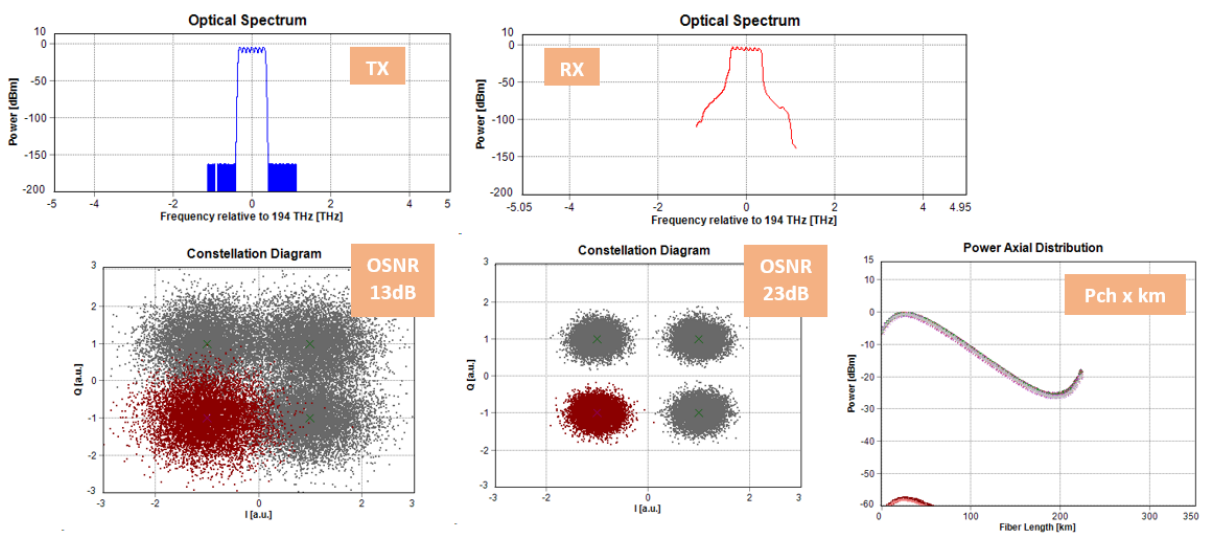 Optical Spectrum
10
0
-50
-100
-150
-200
Power [dBm]
TX
-5
-4
-2
0
2
4
5
Frequency relative to 194 THz [THz]
Optical Spectrum
10
0
-50
-100
-150
-200
Power [dBm]
RX
-5.05
-4
-2
0
2
4
4.95
Frequency relative to 194 THz [THz]
Constellation Diagram
OSNR
13dB
3
2
1
0
-1
-2
-3
Q [a.u.]
-3
-2
0
2
3
I [a.u.]
Constellation Diagram
OSNR
23dB
3
2
1
0
-1
-2
-3
Q [a.u.]
-3
-2
0
2
3
I [a.u.]
Power Axial Distribution
Pch x km
15
10
0
-10
-20
-30
-40
-50
-60
Power [dBm]
0
100
200
300
350
Fiber Length [km]